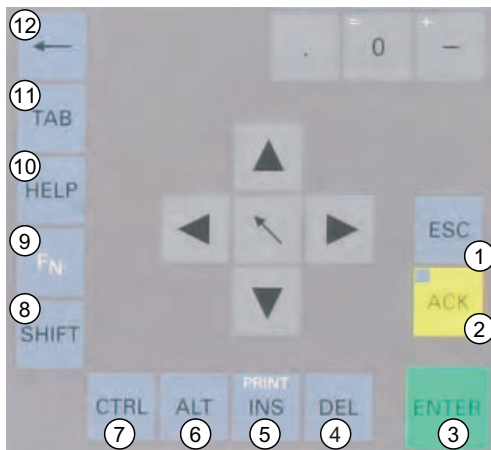 12
. = 0 + −
11
TAB
10
HELP
9
FN
ESC
1
ACK
2
8
SHIFT
PRINT
CTRL ALT INS DEL ENTER
7 6 5 4 3